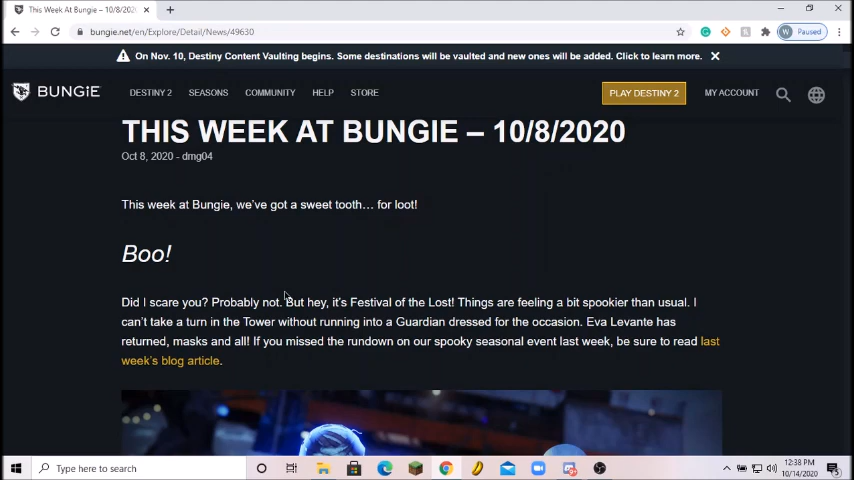 This Week At Bungie – 10/8/2020
bungie.net/en/Explore/Detail/News/49630
Paused
On Nov. 10, Destiny Content Vaulting begins. Some destinations will be vaulted and new ones will be added. Click to learn more.
BUNGiE
DESTINY 2 SEASONS COMMUNITY HELP STORE
PLAY DESTINY 2
MY ACCOUNT
THIS WEEK AT BUNGIE – 10/8/2020
Oct 8, 2020 - dmg04
This week at Bungie, we've got a sweet tooth… for loot!
Boo!
Did I scare you? Probably not. But hey, it's Festival of the Lost! Things are feeling a bit spookier than usual. I
can't take a turn in the Tower without running into a Guardian dressed for the occasion. Eva Levante has
returned, masks and all! If you missed the rundown on our spooky seasonal event last week, be sure to read last
week's blog article.
Type here to search
12:38 PM
10/14/2020